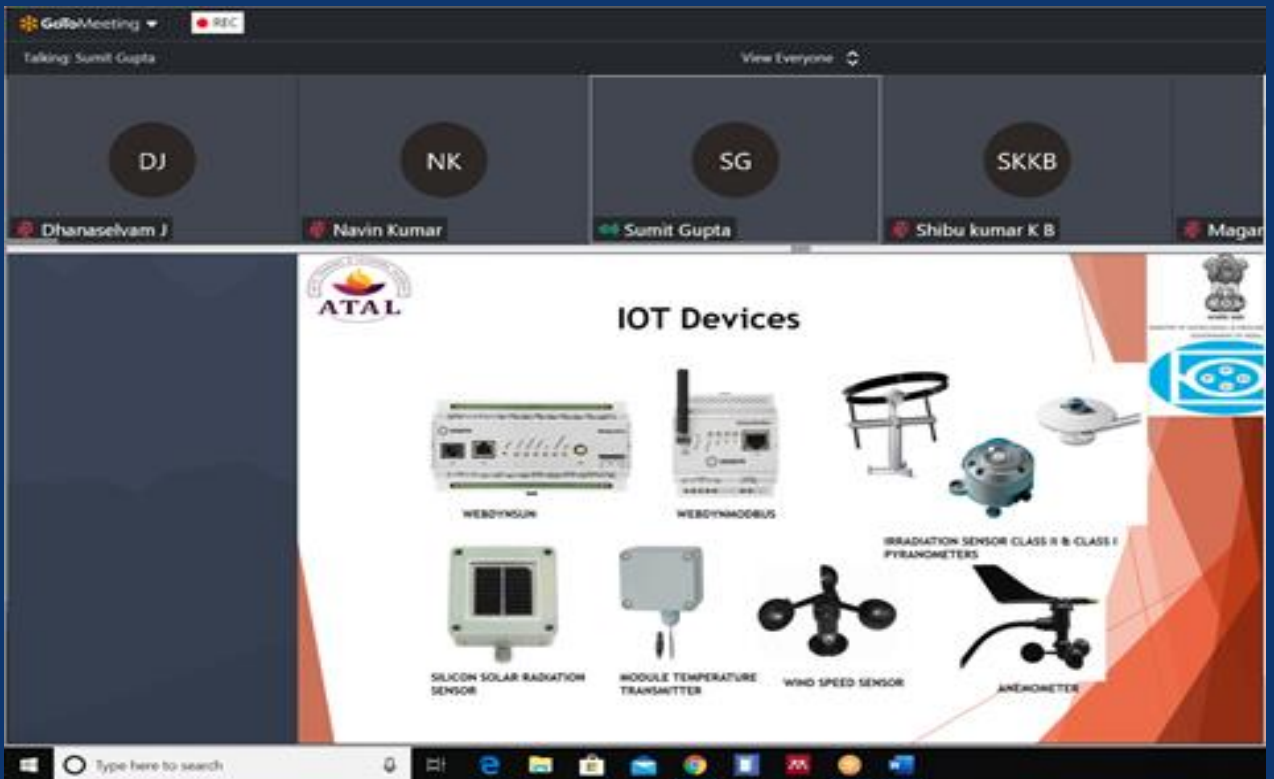 GoToMeeting
REC
Talking: Sumit Gupta
View Everyone
DJ
NK
SG
SKKB
Dhanaselvam J
Navin Kumar
Sumit Gupta
Shibu kumar K B
Magar
ATAL
IOT Devices
WEBDYNSUN
WEBDYNMODBUS
IRRADIATION SENSOR CLASS II & CLASS I
PYRANOMETERS
SILICON SOLAR RADIATION
SENSOR
MODULE TEMPERATURE
TRANSMITTER
WIND SPEED SENSOR
ANEMOMETER
Type here to search